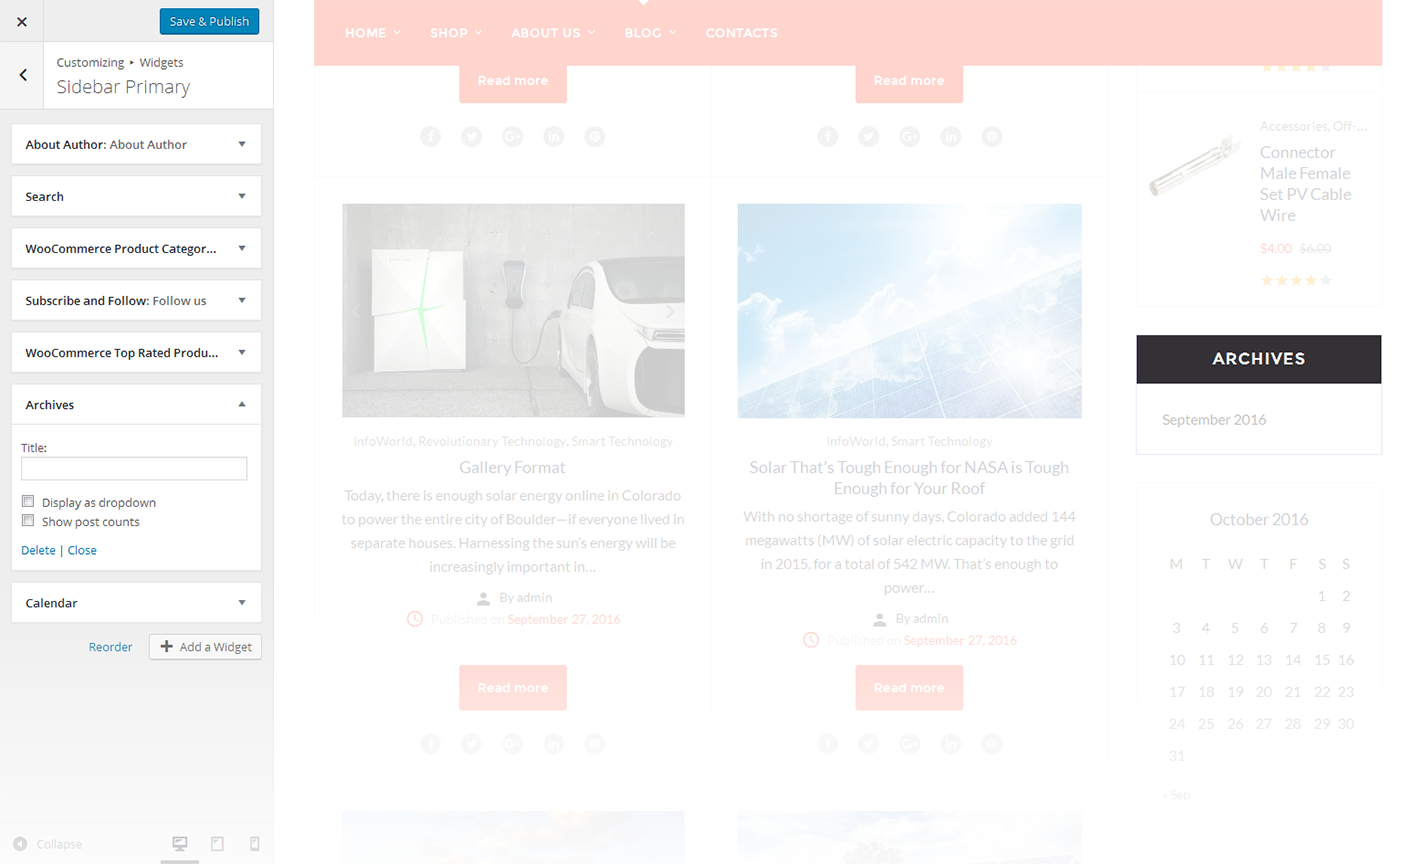 Save & Publish
Customizing ▸ Widgets
Sidebar Primary
About Author: About Author
Search
WooCommerce Product Categor...
Subscribe and Follow: Follow us
WooCommerce Top Rated Produ...
Archives
Title:
Display as dropdown
Show post counts
Delete | Close
Calendar
Reorder
Add a Widget
Collapse
HOME
SHOP
ABOUT US
BLOG
CONTACTS
Read more
Read more
InfoWorld, Revolutionary Technology, Smart Technology
Gallery Format
Today, there is enough solar energy online in Colorado
to power the entire city of Boulder—if everyone lived in
separate houses. Harnessing the sun's energy will be
increasingly important in...
By admin
Published on September 27, 2016
Read more
InfoWorld, Smart Technology
Solar That's Tough Enough for NASA is Tough
Enough for Your Roof
With no shortage of sunny days, Colorado added 144
megawatts (MW) of solar electric capacity to the grid
in 2015, for a total of 542 MW. That's enough to
power...
By admin
Published on September 27, 2016
Read more
Accessories, Off-...
Connector
Male Female
Set PV Cable
Wire
$4.00 $6.00
ARCHIVES
September 2016
October 2016
M T W T F S S
1 2
3 4 5 6 7 8 9
10 11 12 13 14 15 16
17 18 19 20 21 22 23
24 25 26 27 28 29 30
31
« Sep